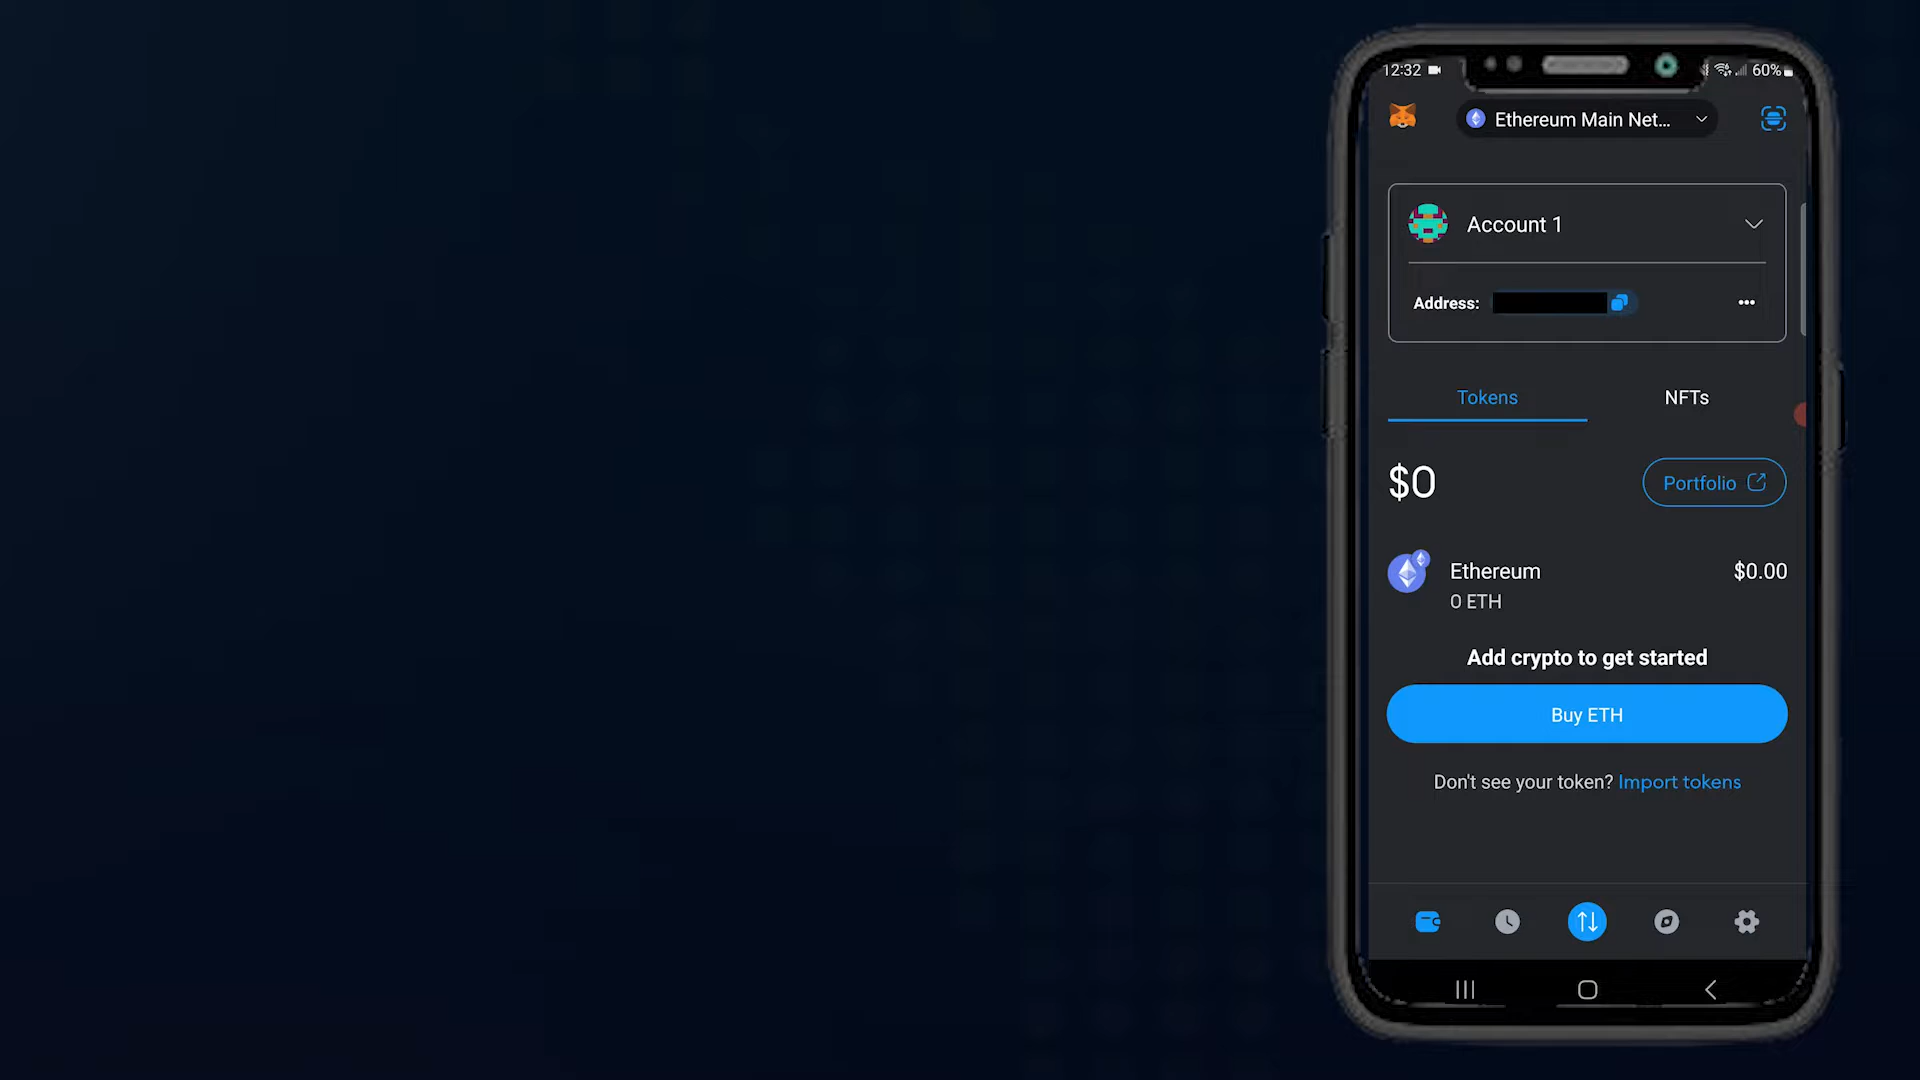 12:32
60%
Ethereum Main Net...
Account 1
Address:
Tokens
NFTs
$0
Portfolio
Ethereum
$0.00
0 ETH
Add crypto to get started
Buy ETH
Don't see your token? Import tokens